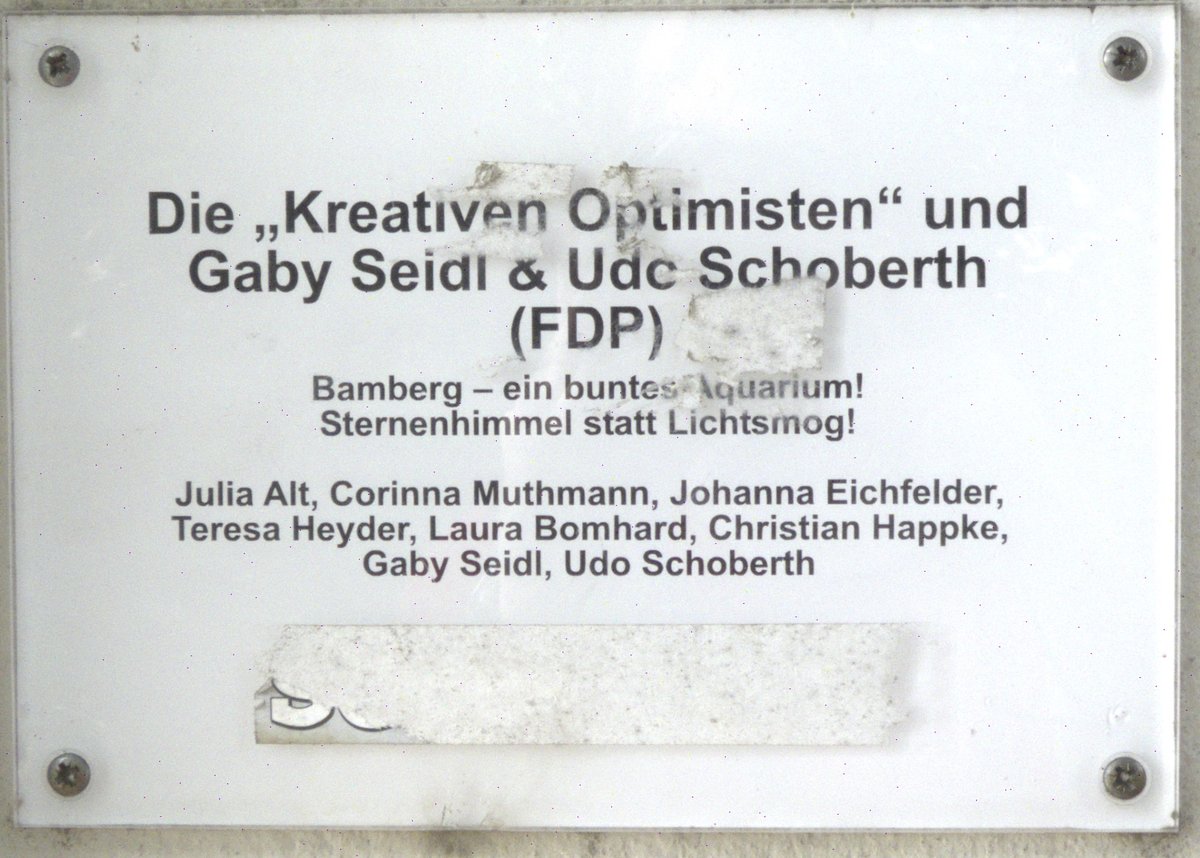 Die „Kreativen Optimisten“ und
Gaby Seidl & Udo Schoberth
(FDP)
Bamberg – ein buntes Aquarium!
Sternenhimmel statt Lichtsmog!
Julia Alt, Corinna Muthmann, Johanna Eichfelder,
Teresa Heyder, Laura Bomhard, Christian Happke,
Gaby Seidl, Udo Schoberth